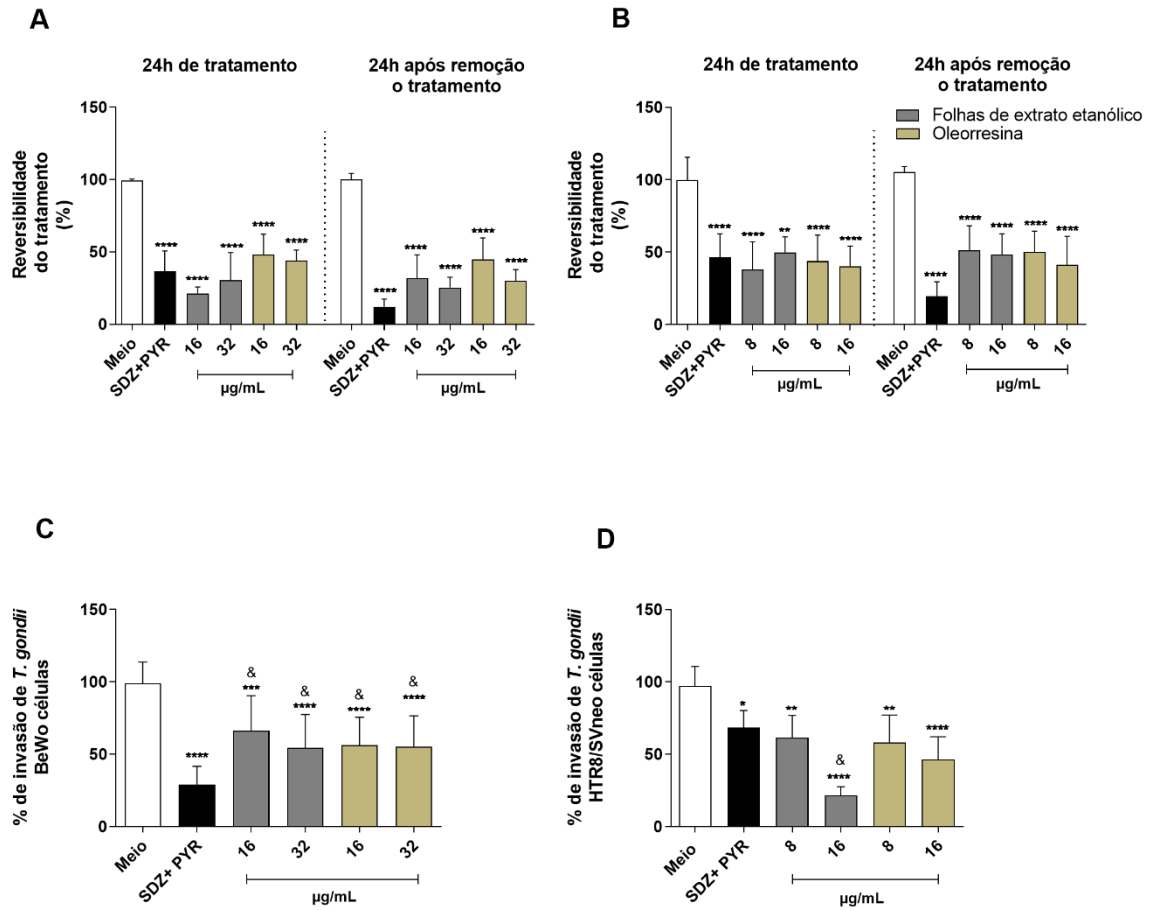 A
24h de tratamento
24h após remoção
o tratamento
Reversibilidade
do tratamento
(%)
150
100
50
0
****
****
****
****
****
****
****
****
****
****
Meio
SDZ+PYR
16
32
16
32
Meio
SDZ+PYR
16
32
16
32
µg/mL
µg/mL
B
24h de tratamento
24h após remoção
o tratamento
Folhas de extrato etanólico
Oleorresina
Reversibilidade
do tratamento
(%)
150
100
50
0
****
****
**
****
****
****
****
****
****
****
Meio
SDZ+PYR
8
16
8
16
Meio
SDZ+PYR
8
16
8
16
µg/mL
µg/mL
C
% de invasão de T. gondii
BeWo células
150
100
50
0
****
&
***
&
****
&
****
&
****
Meio
SDZ+ PYR
16
32
16
32
µg/mL
D
% de invasão de T. gondii
HTR8/SVneo células
150
100
50
0
*
**
&
****
**
****
Meio
SDZ+ PYR
8
16
8
16
µg/mL